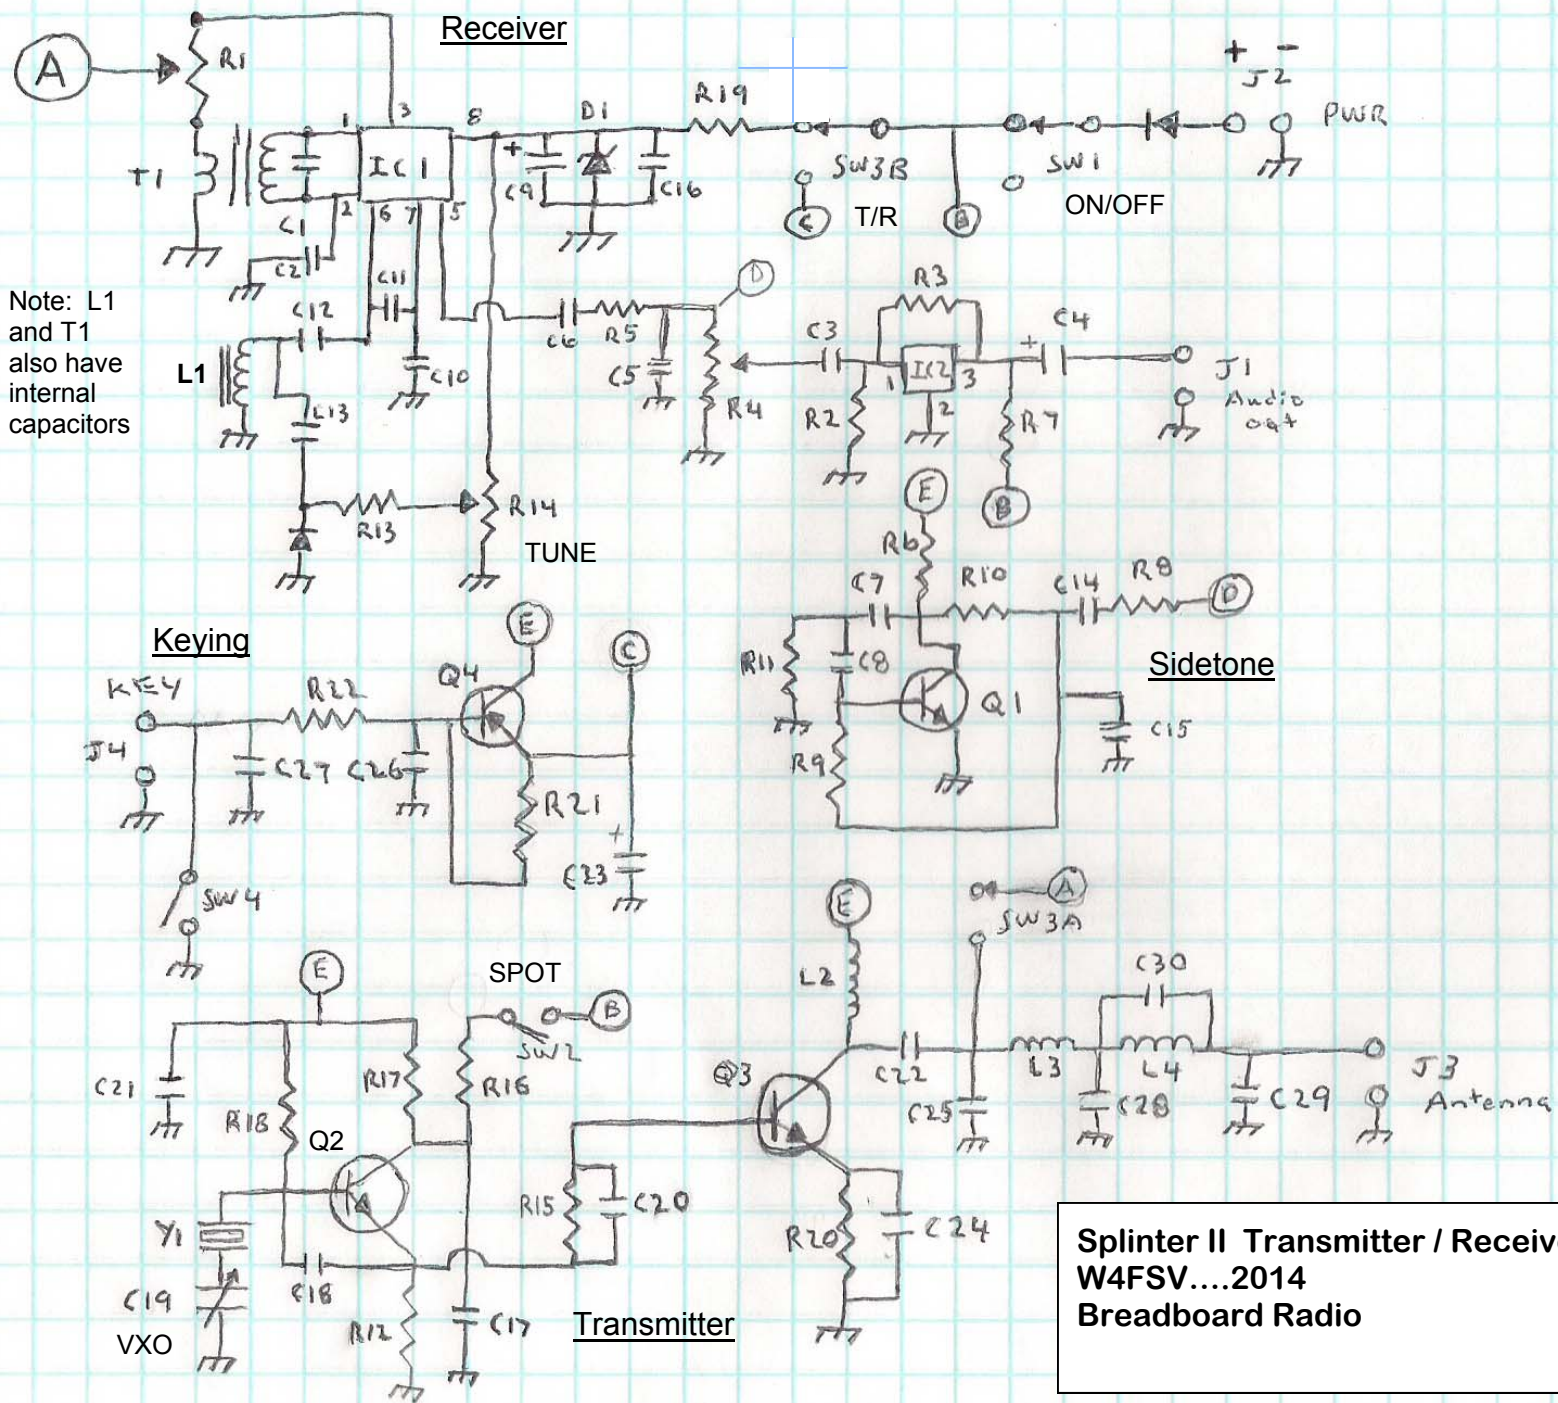 Receiver
A
R1
T1
1
3
8
IC1
2
6
7
5
C1
C2
C9
+
D1
C16
R19
SW3B
C
T/R
B
SW1
ON/OFF
+ -
J2
PWR
Note: L1
and T1
also have
internal
capacitors
L1
C12
C11
C10
C13
R13
R14
TUNE
C6
R5
C5
D
R4
C3
R3
1
IC2
3
2
R2
+
C4
R7
B
J1
Audio
out
Keying
KEY
J4
R22
C27
C26
Q4
E
C
R21
+
C23
SW4
E
R6
C7
R10
C14
R8
D
R11
C8
Q1
R9
C15
Sidetone
E
C21
R18
R17
R16
SPOT
SW2
B
Q2
Y1
C19
VXO
C18
R12
C17
R15
C20
Transmitter
E
L2
A
SW3A
Q3
C22
C25
L3
C30
L4
C28
C29
J3
Antenna
R20
C24
Splinter II Transmitter / Receive
W4FSV....2014
Breadboard Radio